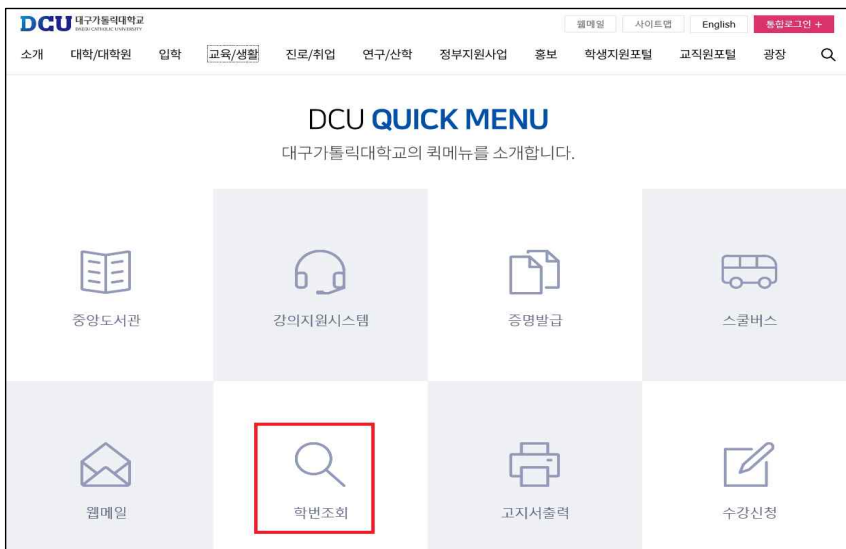 DCU 대구가톨릭대학교
DAEGU CATHOLIC UNIVERSITY
웹메일 사이트맵 English 통합로그인 +
소개 대학/대학원 입학 교육/생활 진로/취업 연구/산학 정부지원사업 홍보 학생지원포털 교직원포털 광장
DCU QUICK MENU
대구가톨릭대학교의 퀵메뉴를 소개합니다.
중앙도서관 강의지원시스템 증명발급 스쿨버스
웹메일 학번조회 고지서출력 수강신청